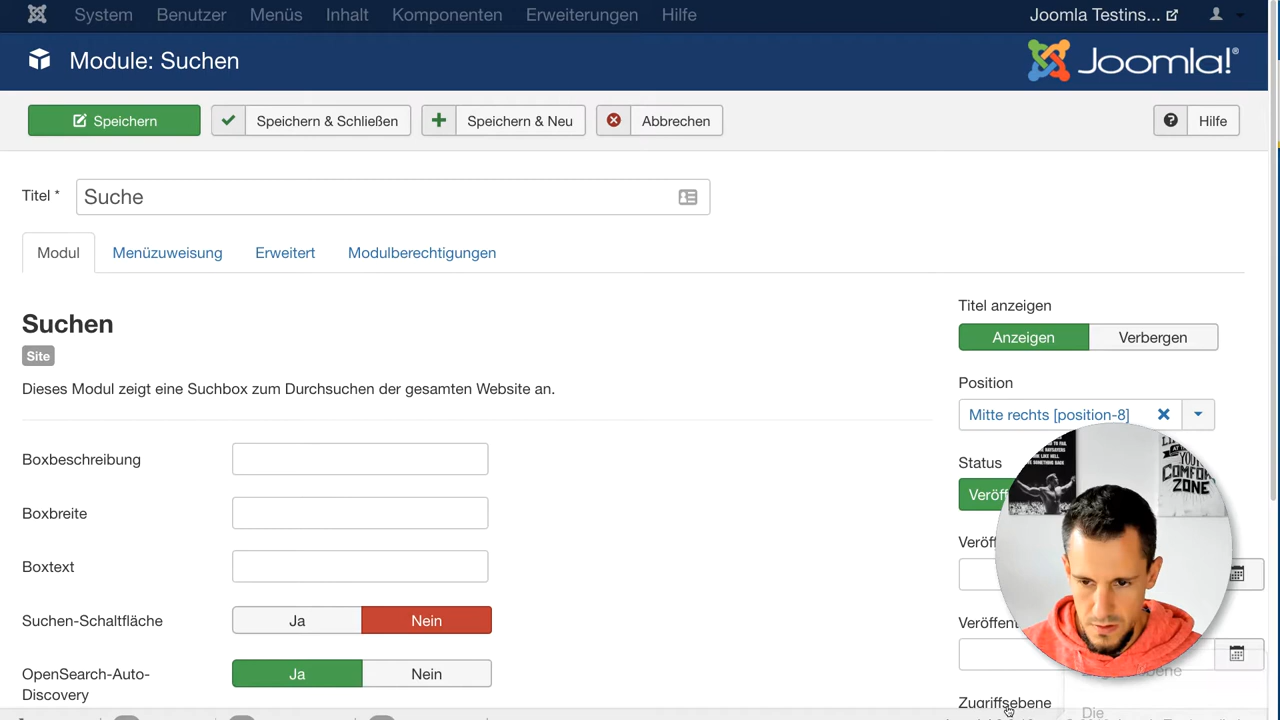 System Benutzer Menüs Inhalt Komponenten Erweiterungen Hilfe Joomla Testins...
Module: Suchen
Joomla!®
Speichern
Speichern & Schließen
Speichern & Neu
Abbrechen
Hilfe
Titel *
Suche
Modul
Menüzuweisung
Erweitert
Modulberechtigungen
Suchen
Site
Dieses Modul zeigt eine Suchbox zum Durchsuchen der gesamten Website an.
Boxbeschreibung
Boxbreite
Boxtext
Suchen-Schaltfläche
Ja
Nein
OpenSearch-Auto-
Discovery
Ja
Nein
Titel anzeigen
Anzeigen
Verbergen
Position
Mitte rechts [position-8]
Status
Zugriffsebene
Die
COMFORT
ZONE